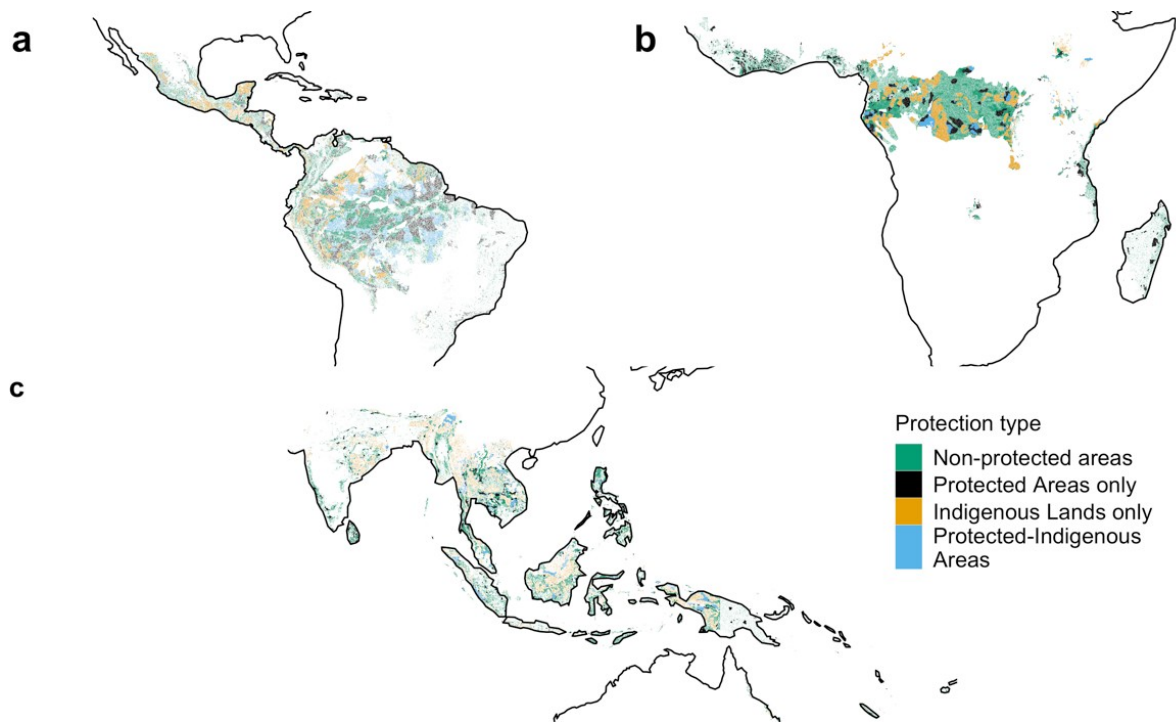 a
b
c
Protection type
Non-protected areas
Protected Areas only
Indigenous Lands only
Protected-Indigenous
Areas